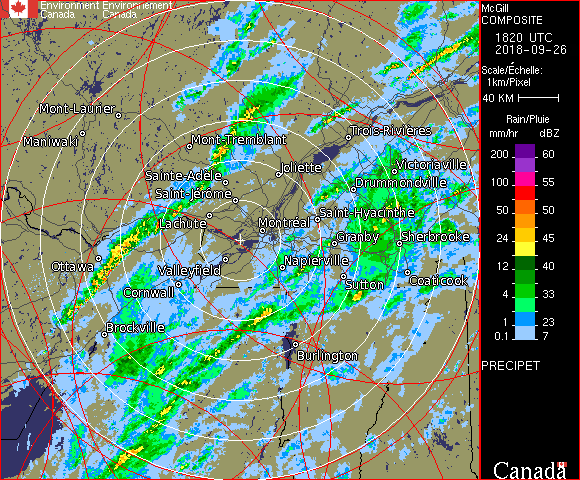 Environment Environnement
Canada Canada
McGill
COMPOSITE
1820 UTC
2018-09-26
Scale/Échelle:
1km/Pixel
40 KM
Rain/Pluie
mm/hr dBZ
200 60
100 55
50 50
24 45
12 40
4 33
1 23
0.1 7
PRECIPET
Canada
Mont-Laurier
Maniwaki
Mont-Tremblant
Trois-Rivières
Joliette
Victoriaville
Sainte-Adèle
Drummondville
Saint-Jérôme
Lachute
Montréal
Saint-Hyacinthe
Granby
Sherbrooke
Ottawa
Valleyfield
Napierville
Coaticook
Cornwall
Sutton
Brockville
Burlington